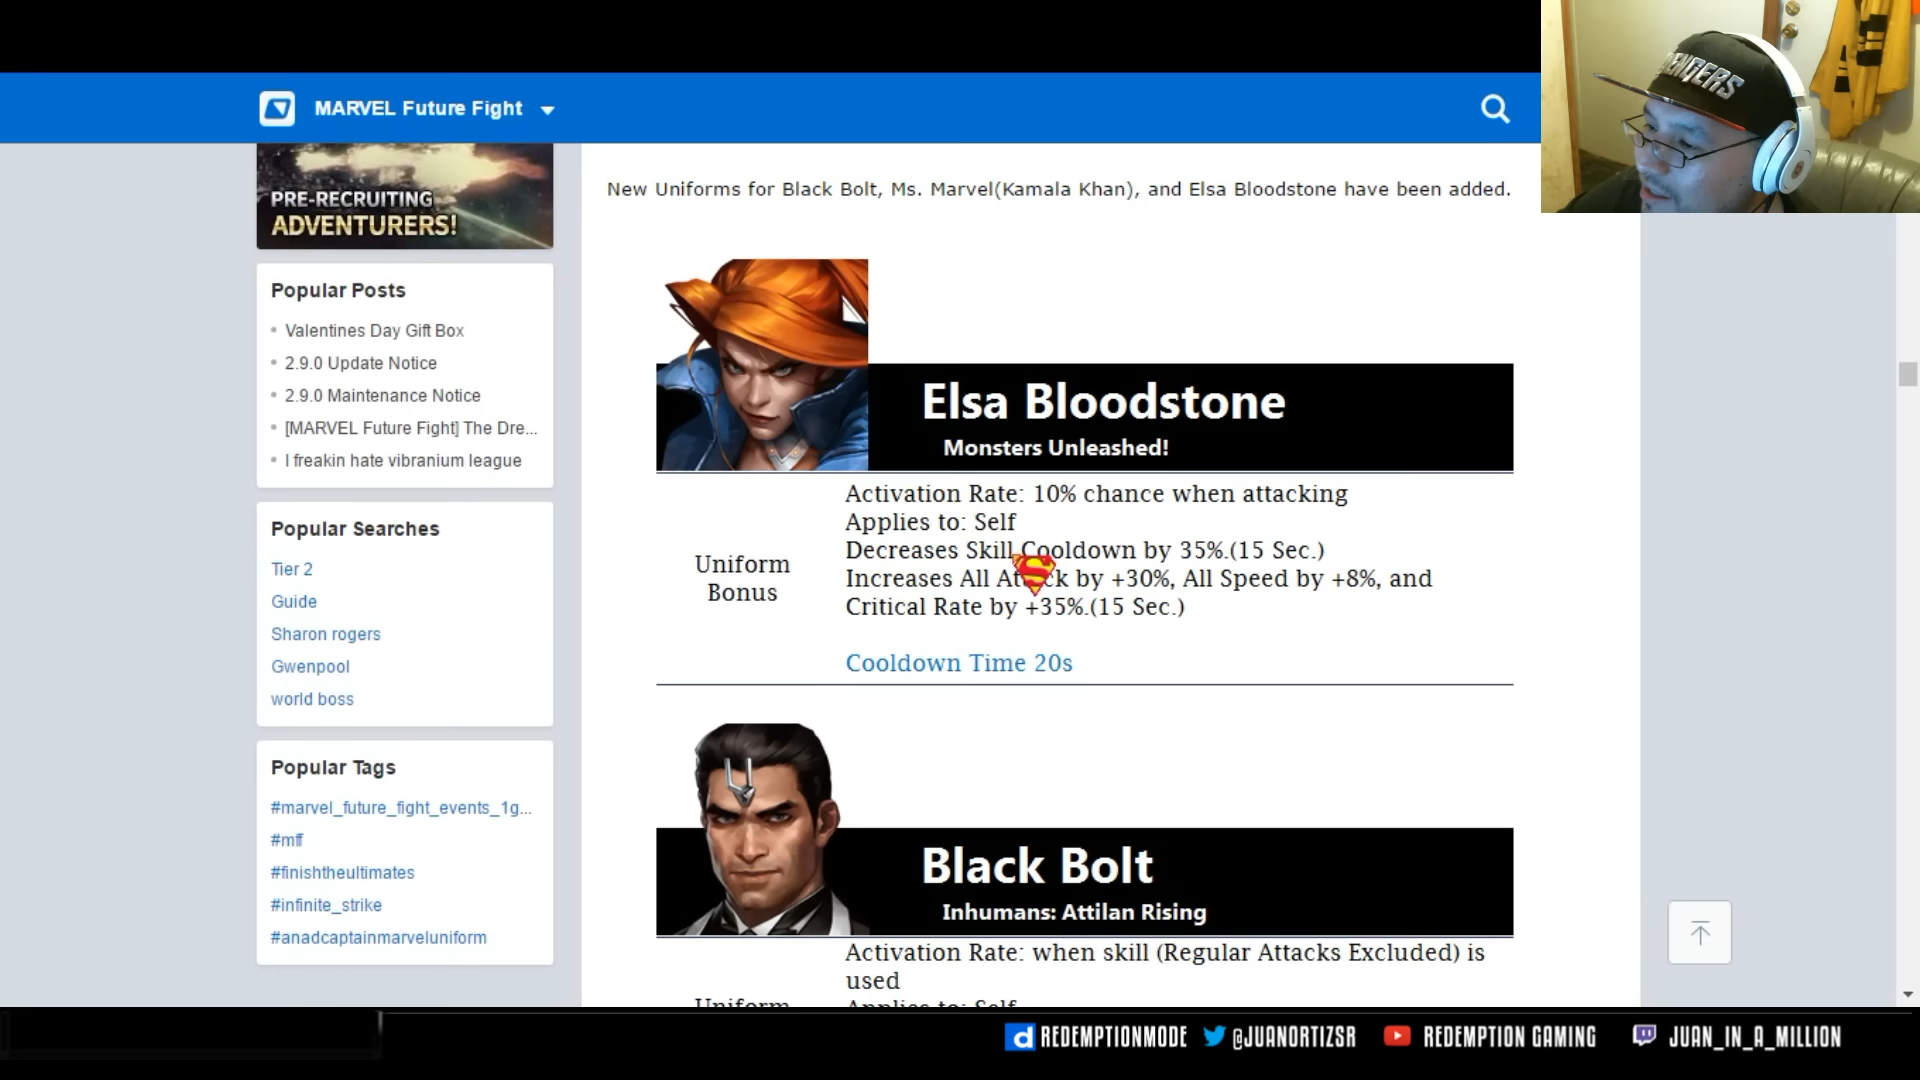 MARVEL Future Fight
PRE-RECRUITING
ADVENTURERS!
Popular Posts
Valentines Day Gift Box
2.9.0 Update Notice
2.9.0 Maintenance Notice
[MARVEL Future Fight] The Dre...
I freakin hate vibranium league
Popular Searches
Tier 2
Guide
Sharon rogers
Gwenpool
world boss
Popular Tags
#marvel_future_fight_events_1g...
#mff
#finishtheultimates
#infinite_strike
#anadcaptainmarveluniform
New Uniforms for Black Bolt, Ms. Marvel(Kamala Khan), and Elsa Bloodstone have been added.
Elsa Bloodstone
Monsters Unleashed!
Uniform
Bonus
Activation Rate: 10% chance when attacking
Applies to: Self
Decreases Skill Cooldown by 35%.(15 Sec.)
Increases All Attack by +30%, All Speed by +8%, and
Critical Rate by +35%.(15 Sec.)
Cooldown Time 20s
Black Bolt
Inhumans: Attilan Rising
Activation Rate: when skill (Regular Attacks Excluded) is
used
Uniform
Applies to: Self
REDEMPTIONMODE @JUANORTIZSR REDEMPTION GAMING JUAN_IN_A_MILLION